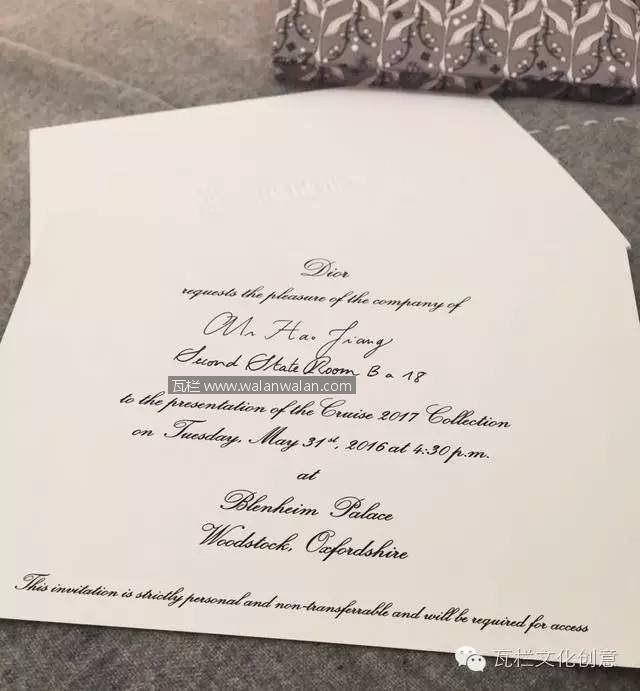 Dior
requests the pleasure of the company of
Mr Hao Jiang
Second State Room B a 18
瓦栏 www.walanwalan.com
to the presentation of the Cruise 2017 Collection
on Tuesday, May 31st, 2016 at 4:30 p.m.
at
Blenheim Palace
Woodstock, Oxfordshire
This invitation is strictly personal and non-transferrable and will be required for access
瓦栏文化创意